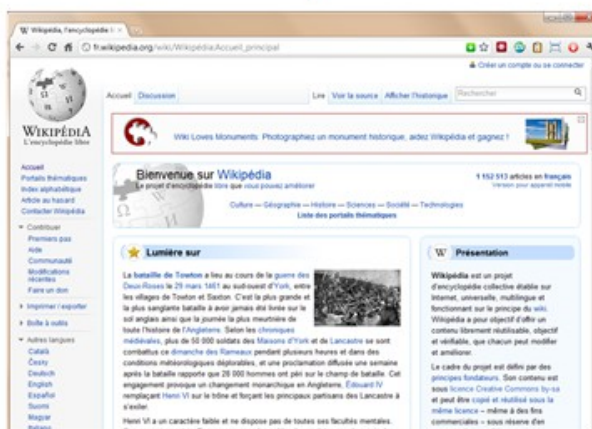 Wikipédia, l'encyclopédie li
fr.wikipedia.org/wiki/Wikipédia:Accueil_principal
Créer un compte ou se connecter
Accueil Discussion Lire Voir la source Afficher l'historique Rechercher
WIKIPÉDIA
L'encyclopédie libre
Wiki Loves Monuments: Photographiez un monument historique, aidez Wikipédia et gagnez !
Accueil
Portails thématiques
Index alphabétique
Article au hasard
Contacter Wikipédia
Contribuer
Premiers pas
Aide
Communauté
Modifications
récentes
Faire un don
Imprimer / exporter
Boîte à outils
Autres langues
Català
Česky
Deutsch
English
Español
Suomi
Magyar
Italiano
Bienvenue sur Wikipédia
Le projet d'encyclopédie libre que vous pouvez améliorer
1 152 513 articles en français
Version pour appareil mobile
Culture — Géographie — Histoire — Sciences — Société — Technologies
Liste des portails thématiques
Lumière sur
La bataille de Towton a lieu au cours de la guerre des
Deux-Roses le 29 mars 1461 au sud-ouest d'York, entre
les villages de Towton et Saxton. C'est la plus grande et
la plus sanglante bataille à avoir jamais été livrée sur le
sol anglais ainsi que la journée la plus meurtrière de
toute l'histoire de l'Angleterre. Selon les chroniques
médiévales, plus de 50 000 soldats des Maisons d'York et de Lancastre se sont
combattus ce dimanche des Rameaux pendant plusieurs heures et dans des
conditions météorologiques déplorables, et une proclamation diffusée une semaine
après la bataille rapporte que 28 000 hommes ont péri sur le champ de bataille. Cet
engagement provoque un changement monarchique en Angleterre, Édouard IV
remplaçant Henri VI sur le trône et forçant les principaux partisans des Lancastre à
s'exiler.
Henri VI a un caractère faible et ne dispose pas de toutes ses facultés mentales.
W Présentation
Wikipédia est un projet
d'encyclopédie collective établie sur
Internet, universelle, multilingue et
fonctionnant sur le principe du wiki.
Wikipédia a pour objectif d'offrir un
contenu librement réutilisable, objectif
et vérifiable, que chacun peut modifier
et améliorer.
Le cadre du projet est défini par des
principes fondateurs. Son contenu est
sous licence Creative Commons by-sa
et peut être copié et réutilisé sous la
même licence – même à des fins
commerciales – sous réserve d'en